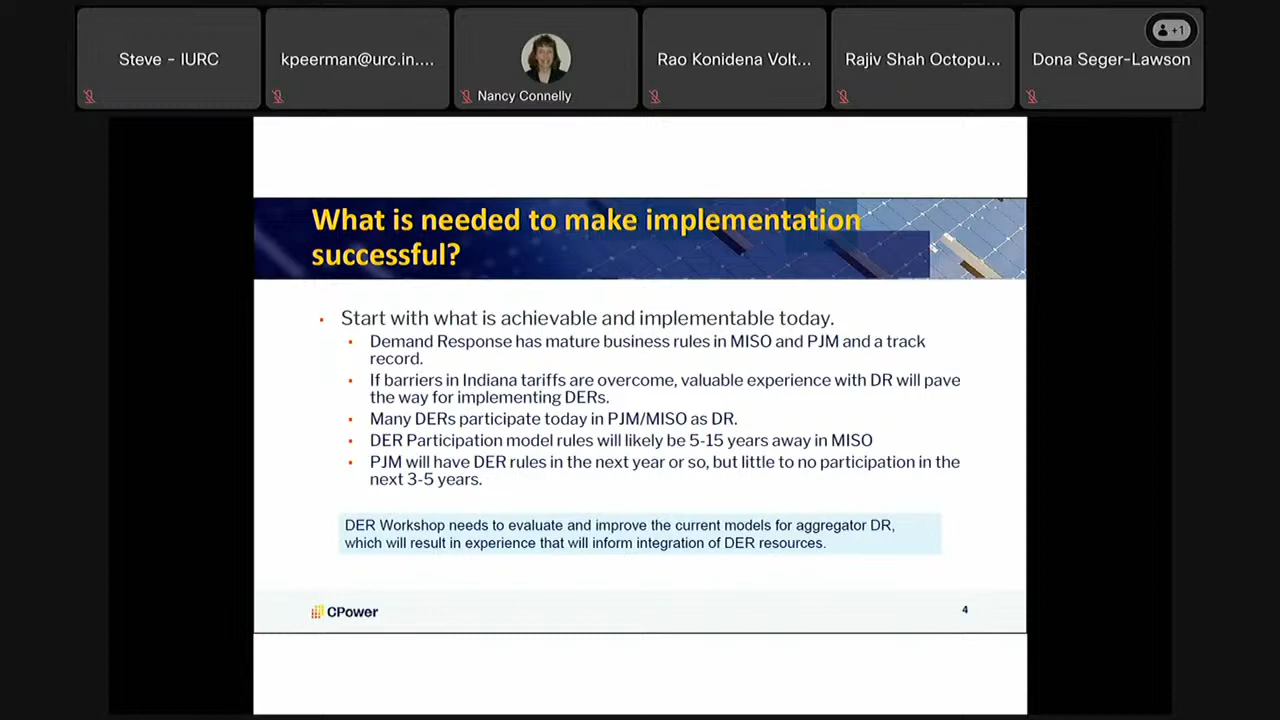 Steve - IURC
kpeerman@urc.in....
Nancy Connelly
Rao Konidena Volt...
Rajiv Shah Octopu...
Dona Seger-Lawson
+1
What is needed to make implementation
successful?
• Start with what is achievable and implementable today.
• Demand Response has mature business rules in MISO and PJM and a track
record.
• If barriers in Indiana tariffs are overcome, valuable experience with DR will pave
the way for implementing DERs.
• Many DERs participate today in PJM/MISO as DR.
• DER Participation model rules will likely be 5-15 years away in MISO
• PJM will have DER rules in the next year or so, but little to no participation in the
next 3-5 years.
DER Workshop needs to evaluate and improve the current models for aggregator DR,
which will result in experience that will inform integration of DER resources.
CPower
4